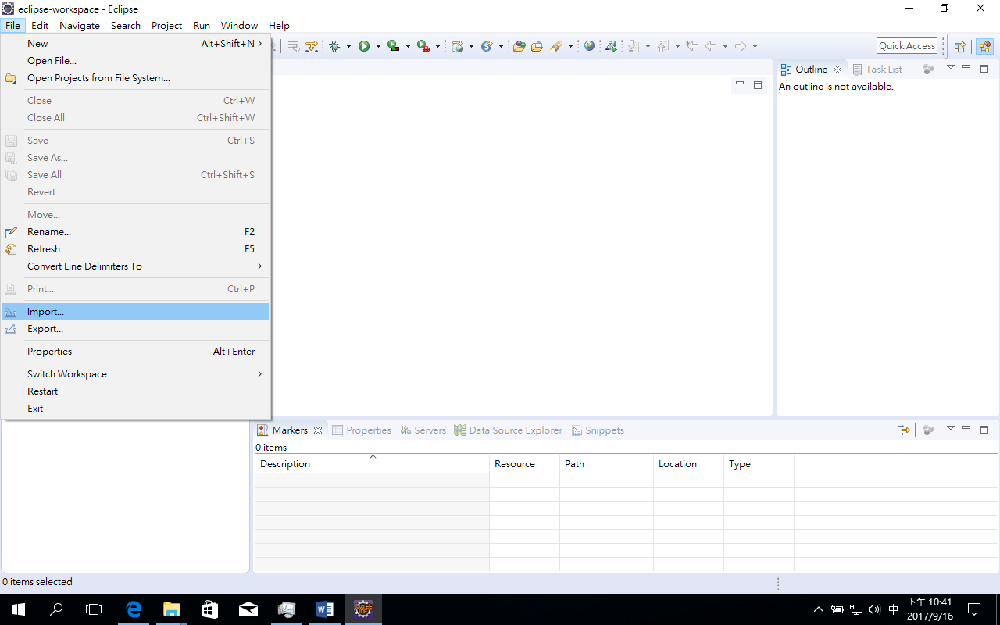 eclipse-workspace - Eclipse
File Edit Navigate Search Project Run Window Help
New Alt+Shift+N
Open File...
Open Projects from File System...
Close Ctrl+W
Close All Ctrl+Shift+W
Save Ctrl+S
Save As...
Save All Ctrl+Shift+S
Revert
Move...
Rename... F2
Refresh F5
Convert Line Delimiters To
Print... Ctrl+P
Import...
Export...
Properties Alt+Enter
Switch Workspace
Restart
Exit
Quick Access
Outline Task List
An outline is not available.
Markers Properties Servers Data Source Explorer Snippets
0 items
Description Resource Path Location Type
0 items selected
中 下午 10:41
2017/9/16